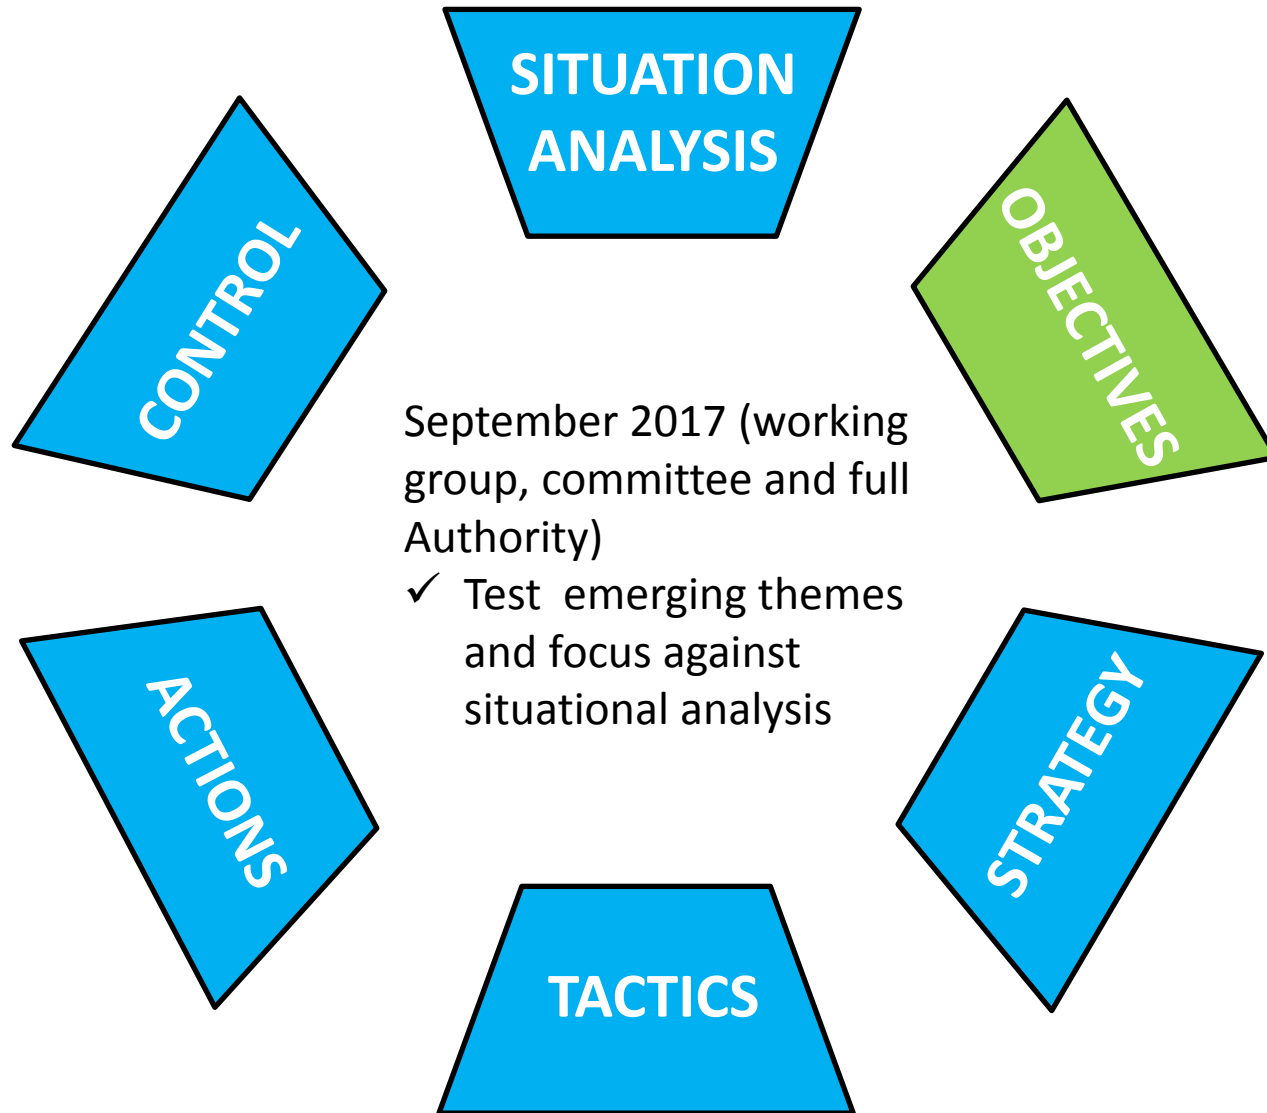 SITUATION
ANALYSIS
OBJECTIVES
STRATEGY
TACTICS
ACTIONS
CONTROL
September 2017 (working
group, committee and full
Authority)
✓ Test  emerging themes
and focus against
situational analysis